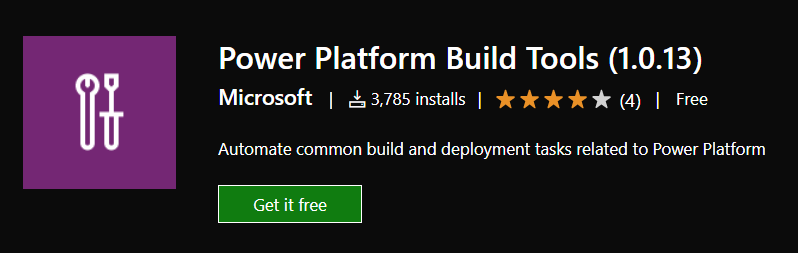 Power Platform Build Tools (1.0.13)
Microsoft | 3,785 installs | (4) | Free
Automate common build and deployment tasks related to Power Platform
Get it free